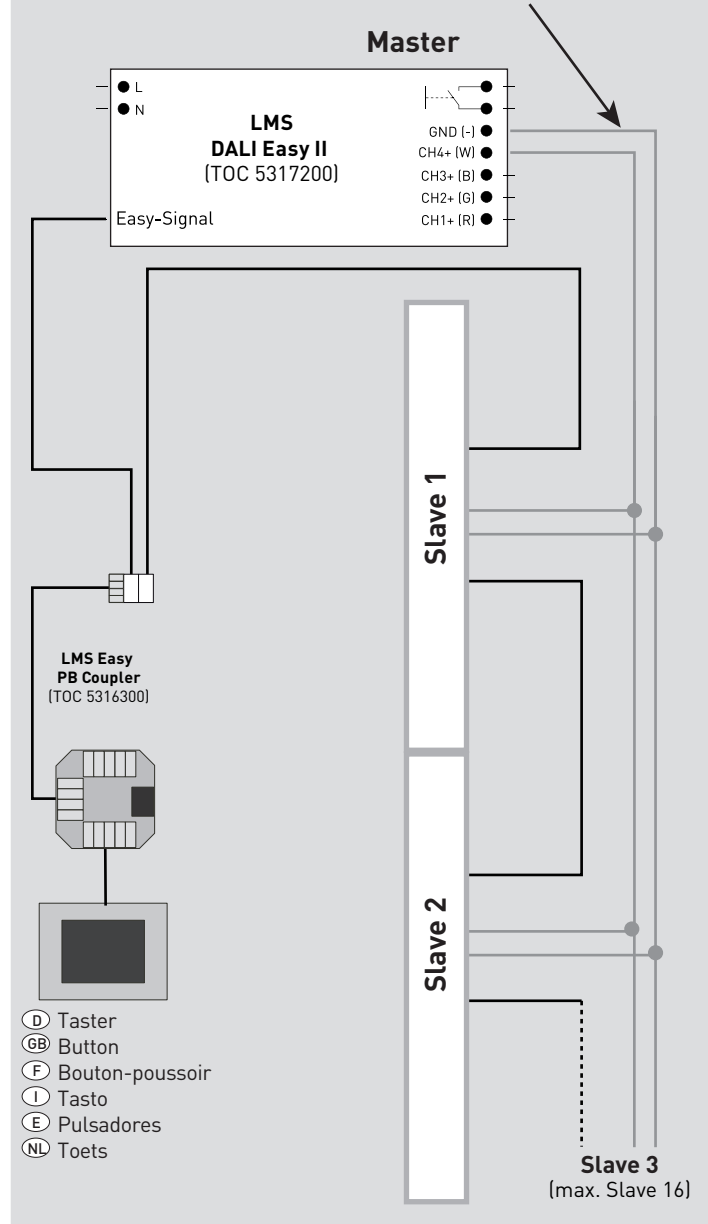 Master
L
N
LMS
DALI Easy II
(TOC 5317200)
GND (-)
CH4+ (W)
CH3+ (B)
CH2+ (G)
CH1+ (R)
Easy-Signal
Slave 1
LMS Easy
PB Coupler
(TOC 5316300)
Slave 2
D Taster
GB Button
F Bouton-poussoir
I Tasto
E Pulsadores
NL Toets
Slave 3
(max. Slave 16)